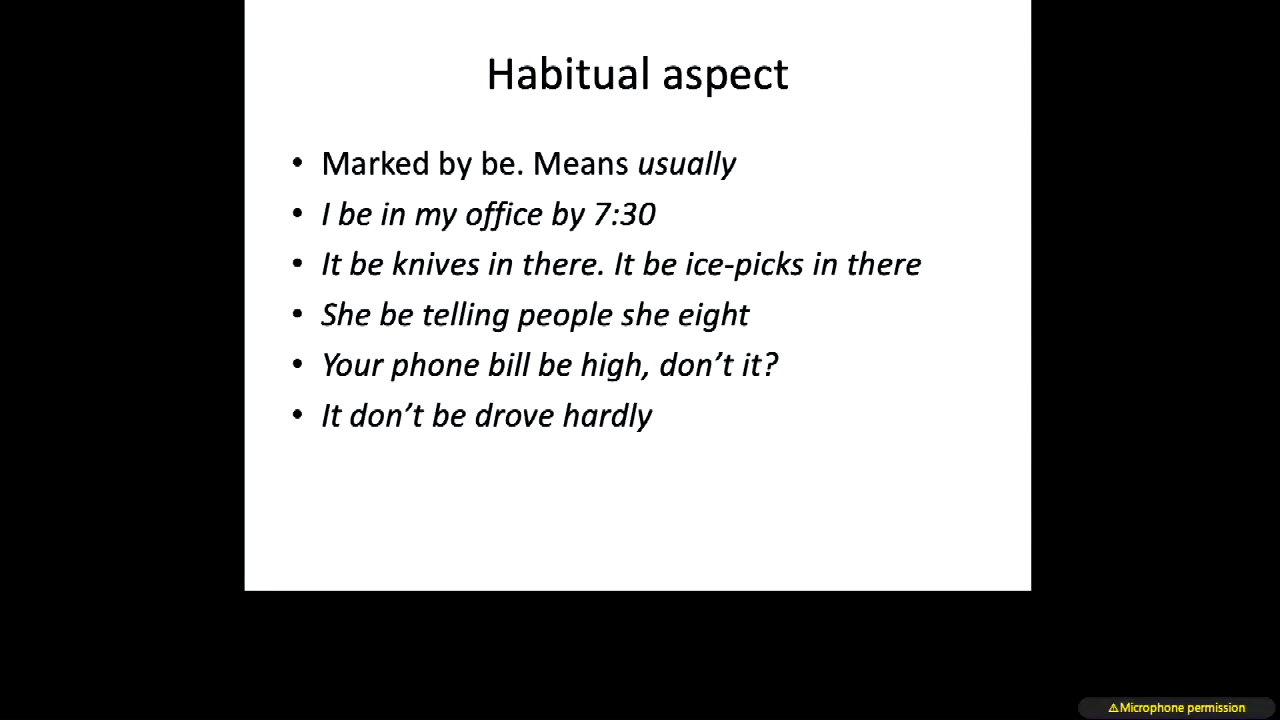 Habitual aspect
• Marked by be. Means usually
• I be in my office by 7:30
• It be knives in there. It be ice-picks in there
• She be telling people she eight
• Your phone bill be high, don’t it?
• It don’t be drove hardly
⚠Microphone permission